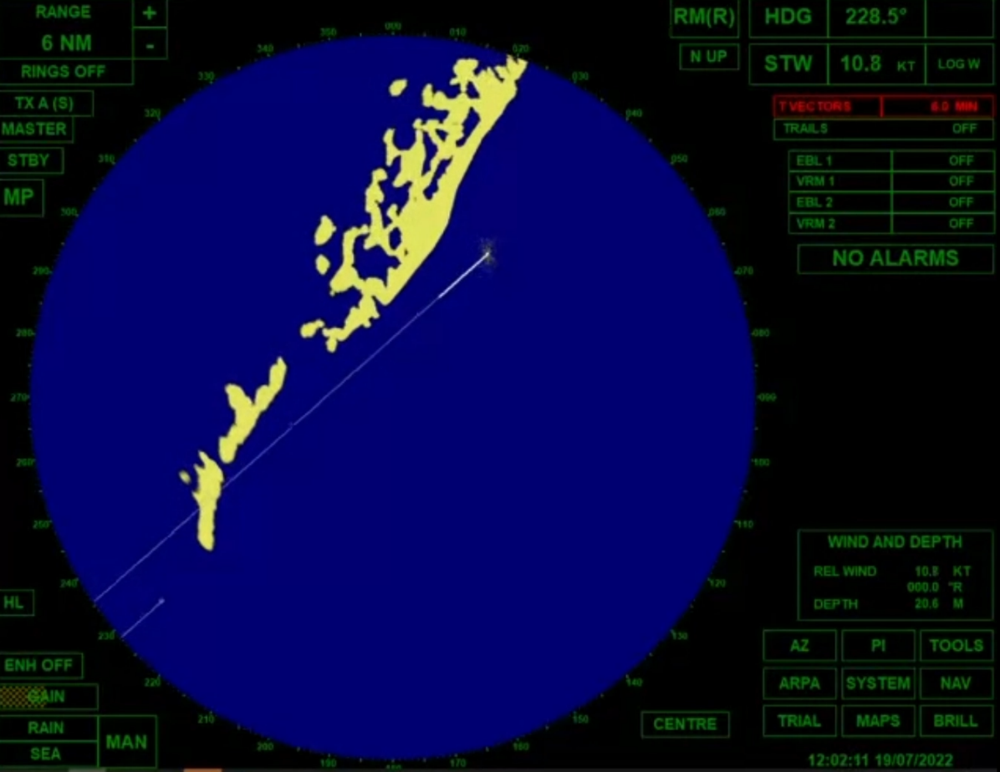 RANGE +
6 NM -
RINGS OFF
TX A (S)
MASTER
STBY
MP
RM(R)
N UP
HDG 228.5°
STW 10.8 KT LOG W
T VECTORS 6.0 MIN
TRAILS OFF
EBL 1 OFF
VRM 1 OFF
EBL 2 OFF
VRM 2 OFF
NO ALARMS
000
010
020
030
040
050
060
070
080
090
100
110
120
130
140
150
160
170
180
190
200
210
220
230
240
250
260
270
280
290
300
310
320
330
340
350
WIND AND DEPTH
REL WIND 10.8 KT
000.0 °R
DEPTH 20.6 M
HL
ENH OFF
GAIN
RAIN
SEA
MAN
CENTRE
AZ PI TOOLS
ARPA SYSTEM NAV
TRIAL MAPS BRILL
12:02:11 19/07/2022